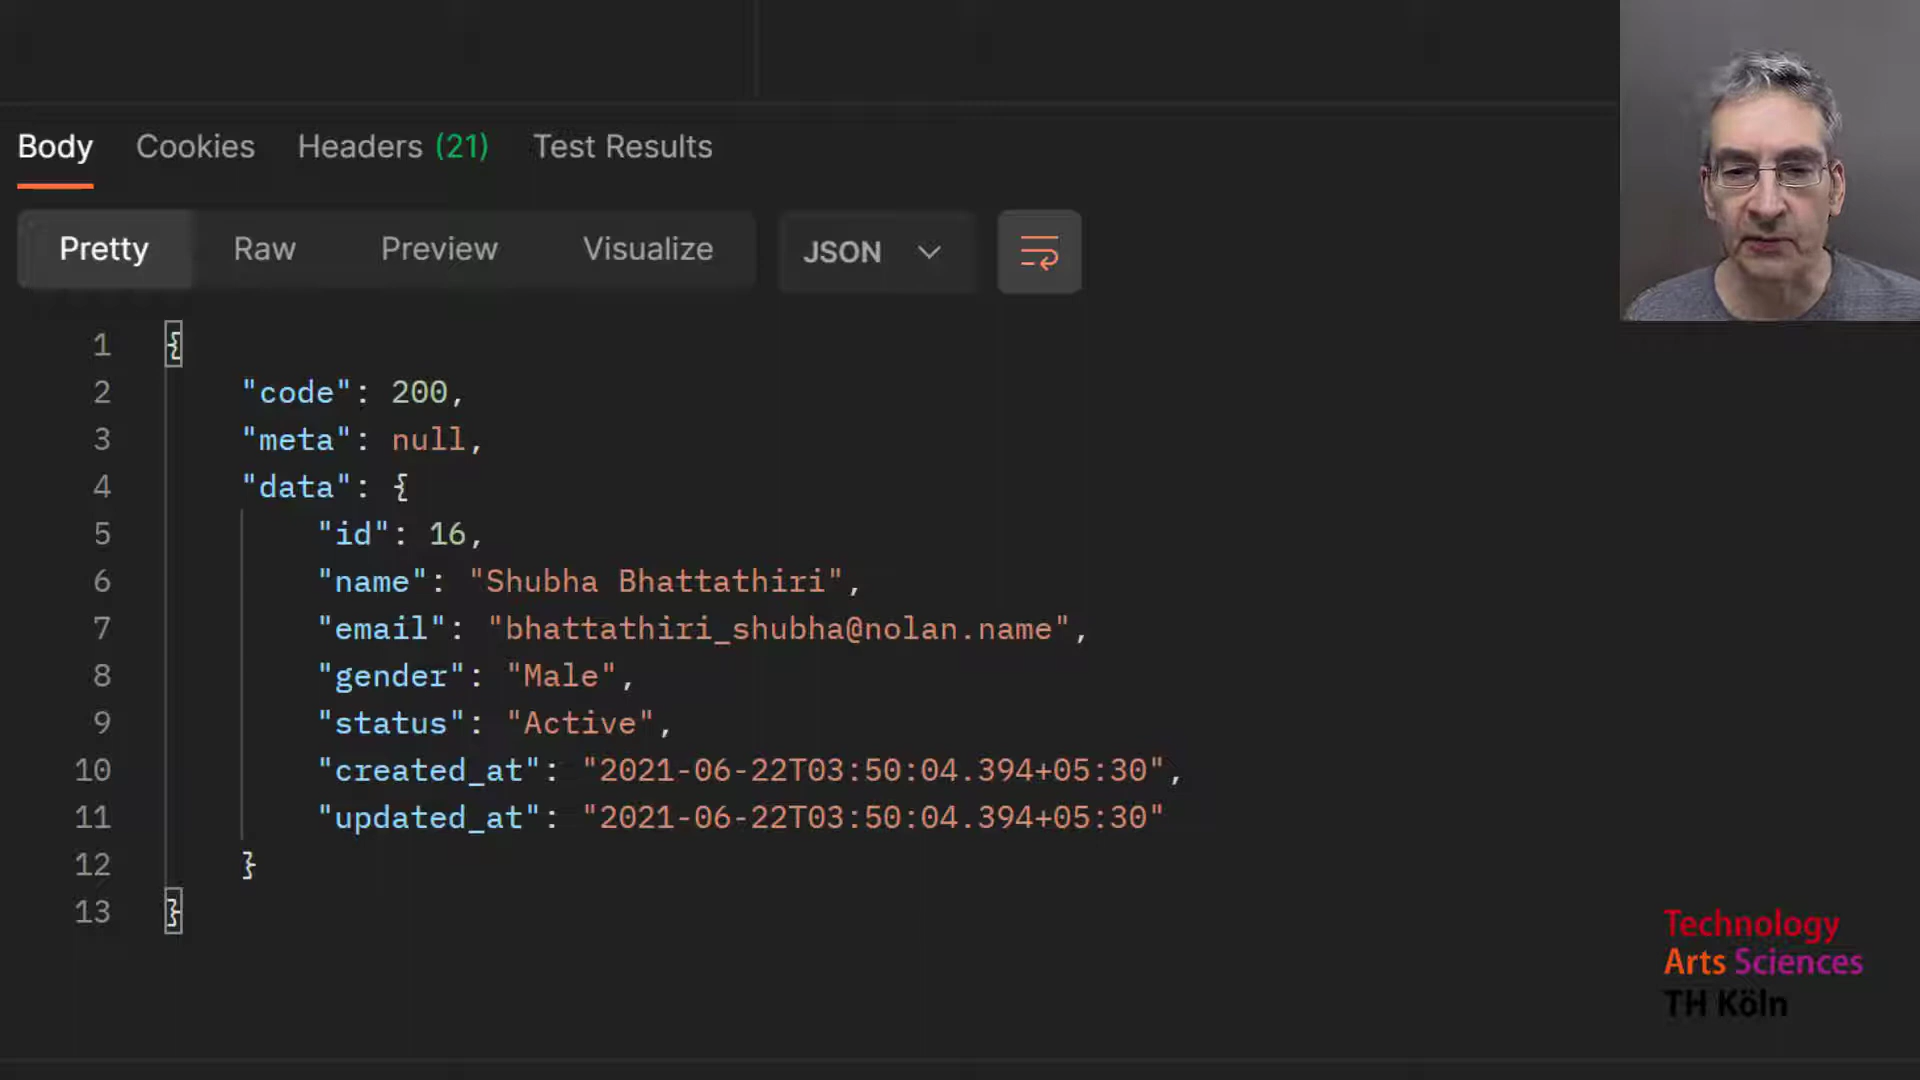 Body Cookies Headers (21) Test Results
Pretty Raw Preview Visualize JSON
1 {
2 "code": 200,
3 "meta": null,
4 "data": {
5 "id": 16,
6 "name": "Shubha Bhattathiri",
7 "email": "bhattathiri_shubha@nolan.name",
8 "gender": "Male",
9 "status": "Active",
10 "created_at": "2021-06-22T03:50:04.394+05:30",
11 "updated_at": "2021-06-22T03:50:04.394+05:30"
12 }
13 }
Technology
Arts Sciences
TH Köln